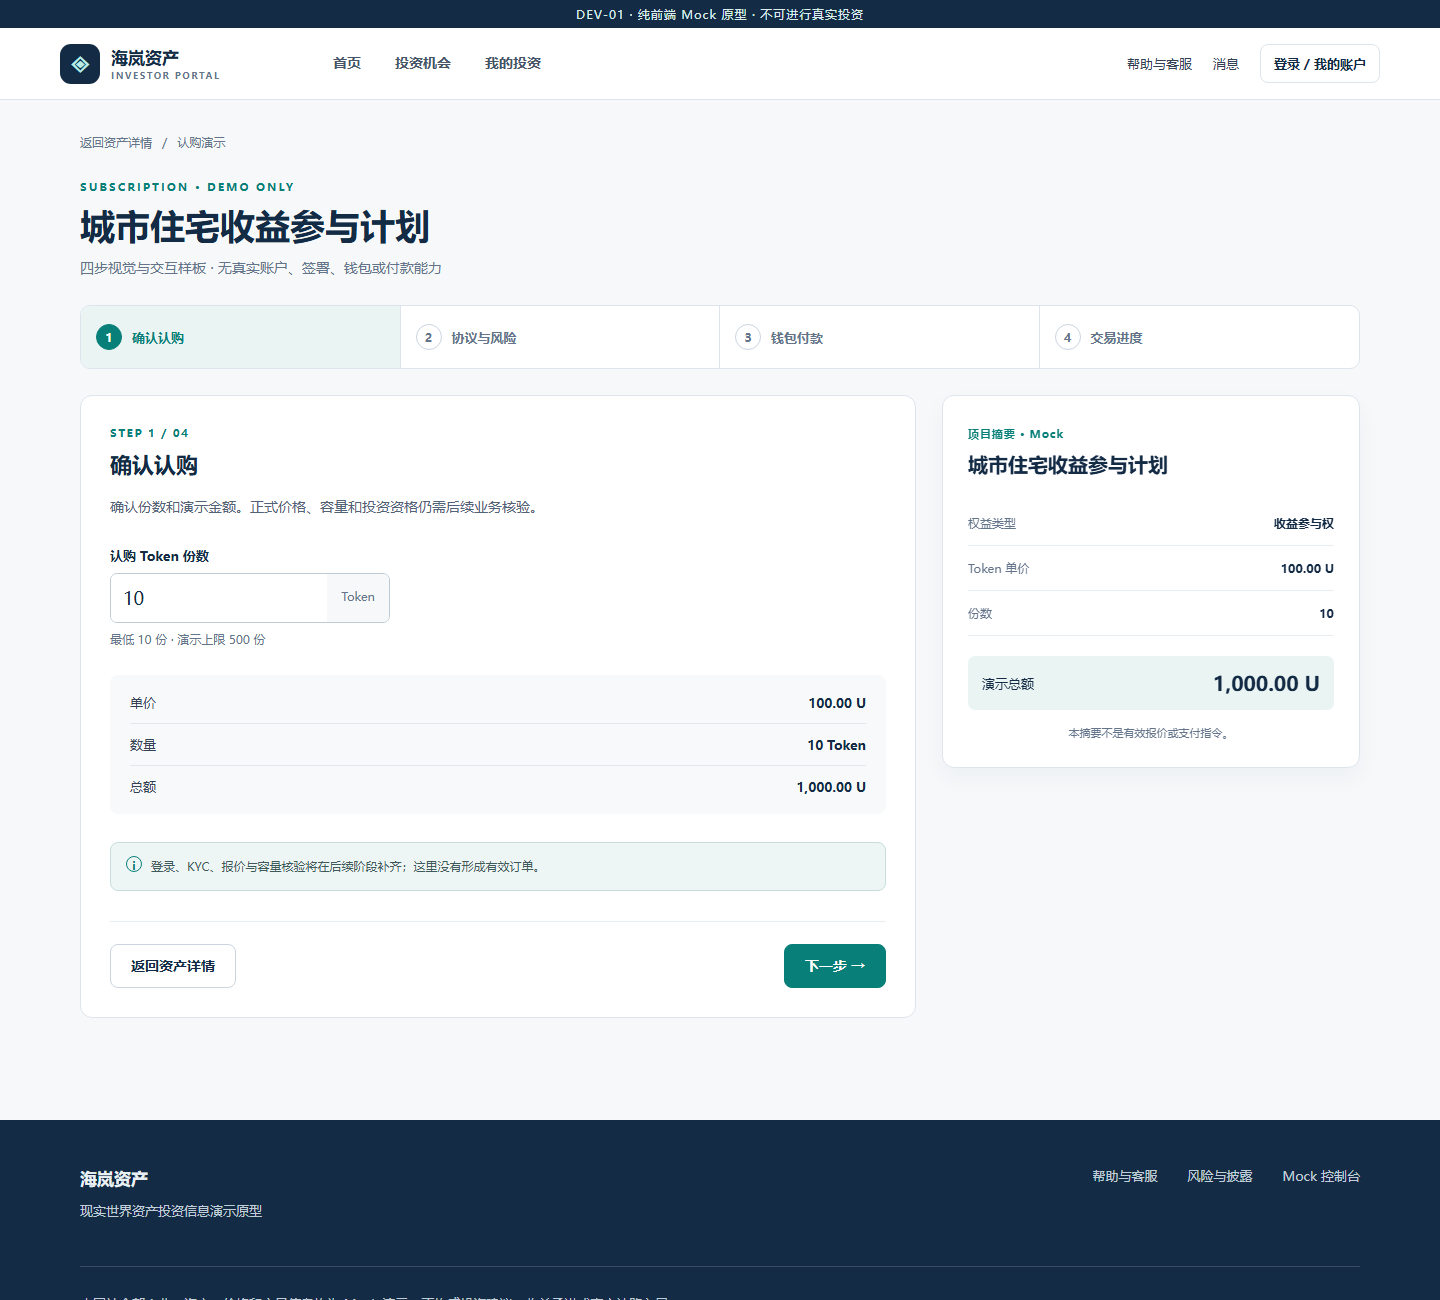 DEV-01 · 纯前端 Mock 原型 · 不可进行真实投资
海岚资产
INVESTOR PORTAL
首页
投资机会
我的投资
帮助与客服
消息
登录 / 我的账户
返回资产详情 / 认购演示
SUBSCRIPTION • DEMO ONLY
城市住宅收益参与计划
四步视觉与交互样板 · 无真实账户、签署、钱包或付款能力
1 确认认购
2 协议与风险
3 钱包付款
4 交易进度
STEP 1 / 04
确认认购
确认份数和演示金额。正式价格、容量和投资资格仍需后续业务核验。
认购 Token 份数
10 Token
最低 10 份 · 演示上限 500 份
单价 100.00 U
数量 10 Token
总额 1,000.00 U
登录、KYC、报价与容量核验将在后续阶段补齐；这里没有形成有效订单。
返回资产详情
下一步 →
项目摘要 • Mock
城市住宅收益参与计划
权益类型 收益参与权
Token 单价 100.00 U
份数 10
演示总额 1,000.00 U
本摘要不是有效报价或支付指令。
海岚资产
现实世界资产投资信息演示原型
帮助与客服
风险与披露
Mock 控制台